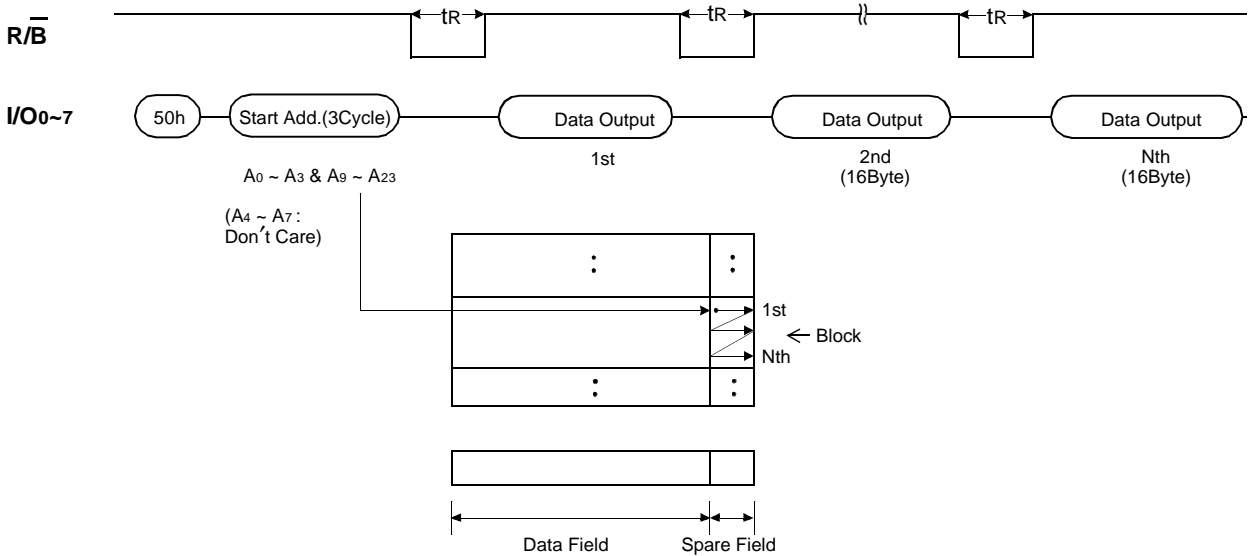 tR tR tR
R/B
I/O0~7 50h Start Add.(3Cycle) Data Output Data Output Data Output
1st 2nd Nth
(16Byte) (16Byte)
A0 ~ A3 & A9 ~ A23
(A4 ~ A7 :
Don't Care)
1st
Block
Nth
Data Field Spare Field